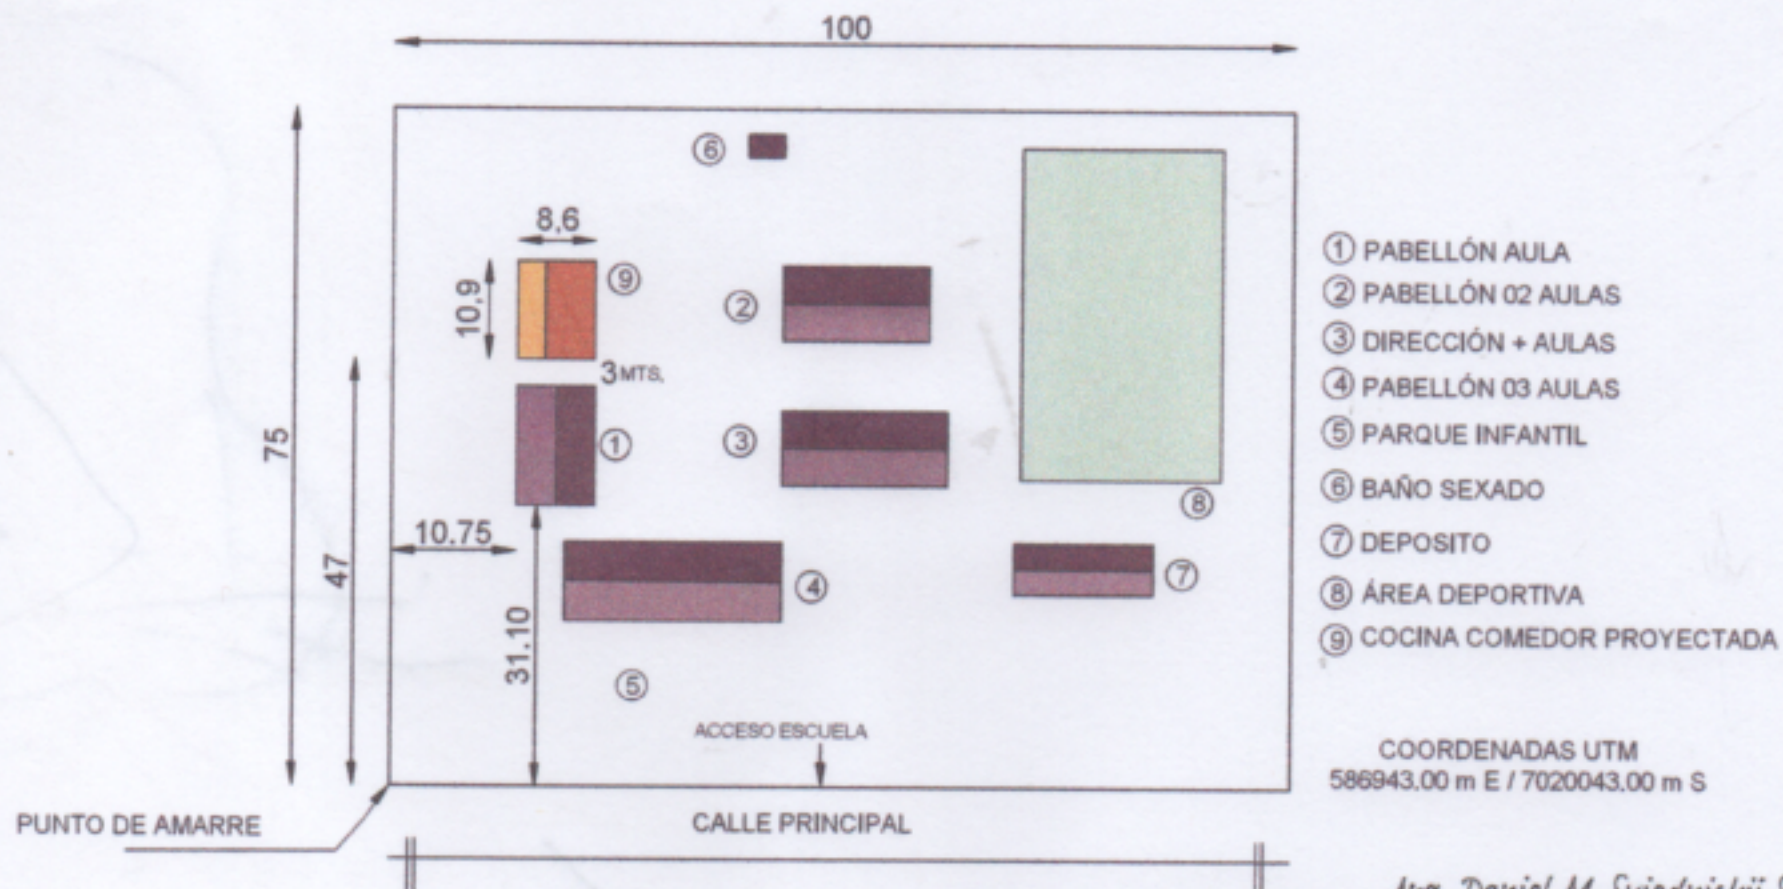 100
⑥
8,6
⑨
10,9
②
3 MTS.
75
①
③
⑧
47
10.75
④
⑦
31.10
⑤
ACCESO ESCUELA
① PABELLÓN AULA
② PABELLÓN 02 AULAS
③ DIRECCIÓN + AULAS
④ PABELLÓN 03 AULAS
⑤ PARQUE INFANTIL
⑥ BAÑO SEXADO
⑦ DEPOSITO
⑧ ÁREA DEPORTIVA
⑨ COCINA COMEDOR PROYECTADA
COORDENADAS UTM
586943.00 m E / 7020043.00 m S
PUNTO DE AMARRE
CALLE PRINCIPAL
Daniel M.